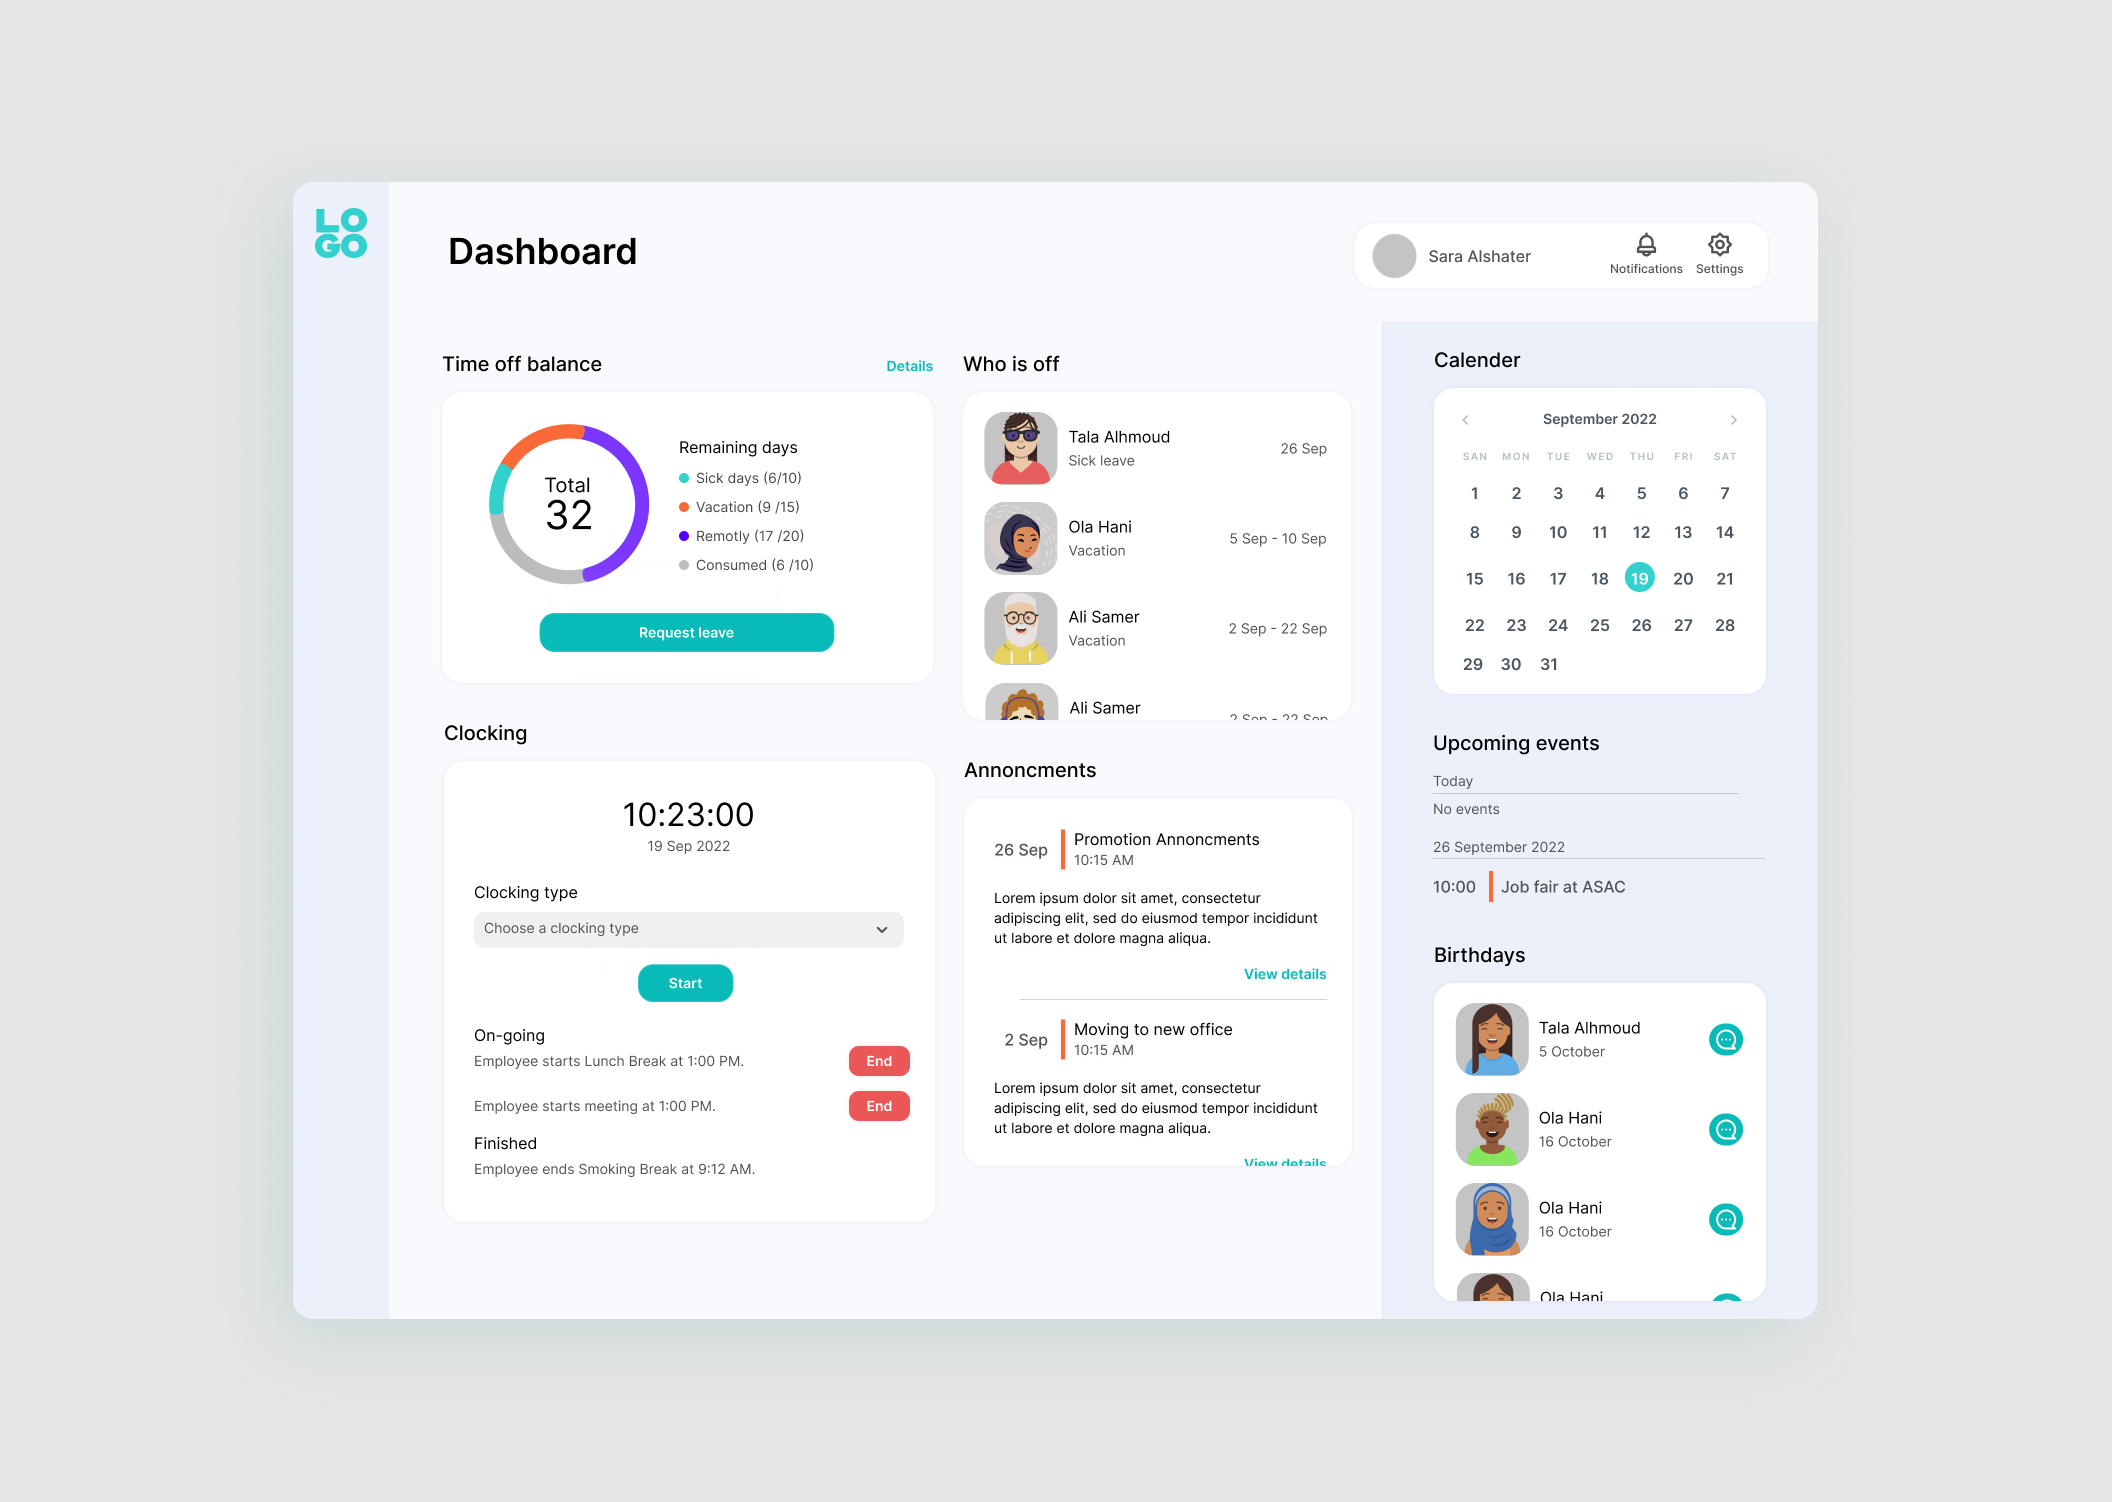 LO
GO
Dashboard
Sara Alshater
Notifications
Settings
Time off balance
Details
Total
32
Remaining days
Sick days (6/10)
Vacation (9 /15)
Remotly (17 /20)
Consumed (6 /10)
Request leave
Clocking
10:23:00
19 Sep 2022
Clocking type
Choose a clocking type
Start
On-going
Employee starts Lunch Break at 1:00 PM.
End
Employee starts meeting at 1:00 PM.
End
Finished
Employee ends Smoking Break at 9:12 AM.
Who is off
Tala Alhmoud
Sick leave
26 Sep
Ola Hani
Vacation
5 Sep - 10 Sep
Ali Samer
Vacation
2 Sep - 22 Sep
Ali Samer
2 Sep - 22 Sep
Annoncments
26 Sep
Promotion Annoncments
10:15 AM
Lorem ipsum dolor sit amet, consectetur
adipiscing elit, sed do eiusmod tempor incididunt
ut labore et dolore magna aliqua.
View details
2 Sep
Moving to new office
10:15 AM
Lorem ipsum dolor sit amet, consectetur
adipiscing elit, sed do eiusmod tempor incididunt
ut labore et dolore magna aliqua.
View details
Calender
September 2022
SAN MON TUE WED THU FRI SAT
1 2 3 4 5 6 7
8 9 10 11 12 13 14
15 16 17 18 19 20 21
22 23 24 25 26 27 28
29 30 31
Upcoming events
Today
No events
26 September 2022
10:00 Job fair at ASAC
Birthdays
Tala Alhmoud
5 October
Ola Hani
16 October
Ola Hani
16 October
Ola Hani